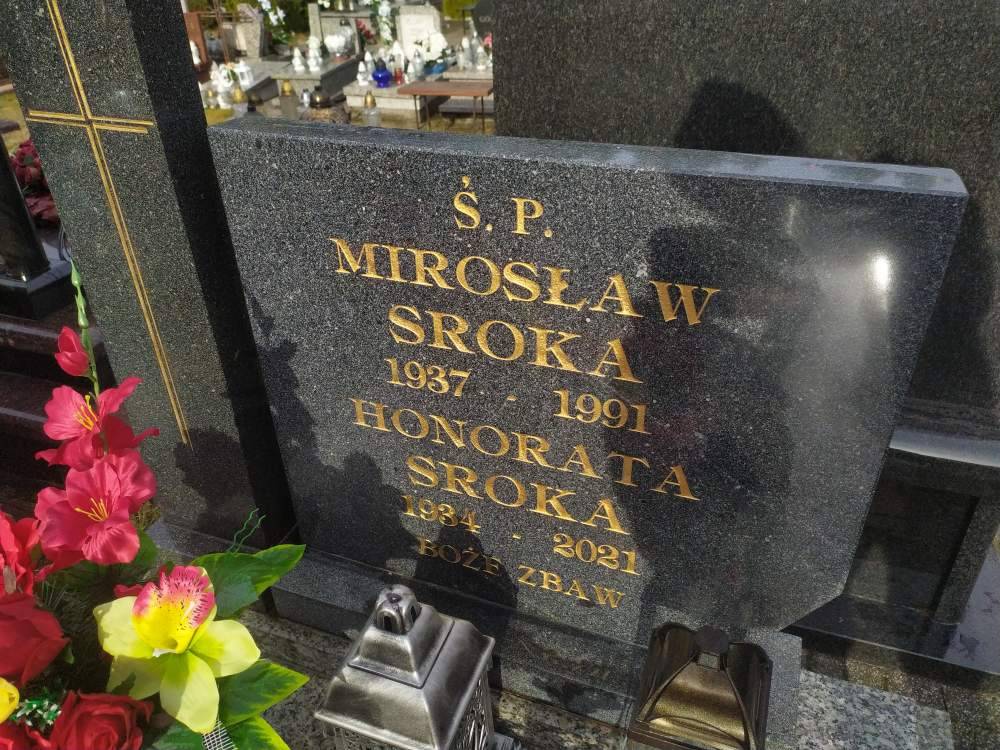 Ś. P.
MIROSŁAW
SROKA
1937 - 1991
HONORATA
SROKA
1934 - 2021
BOŻE ZBAW